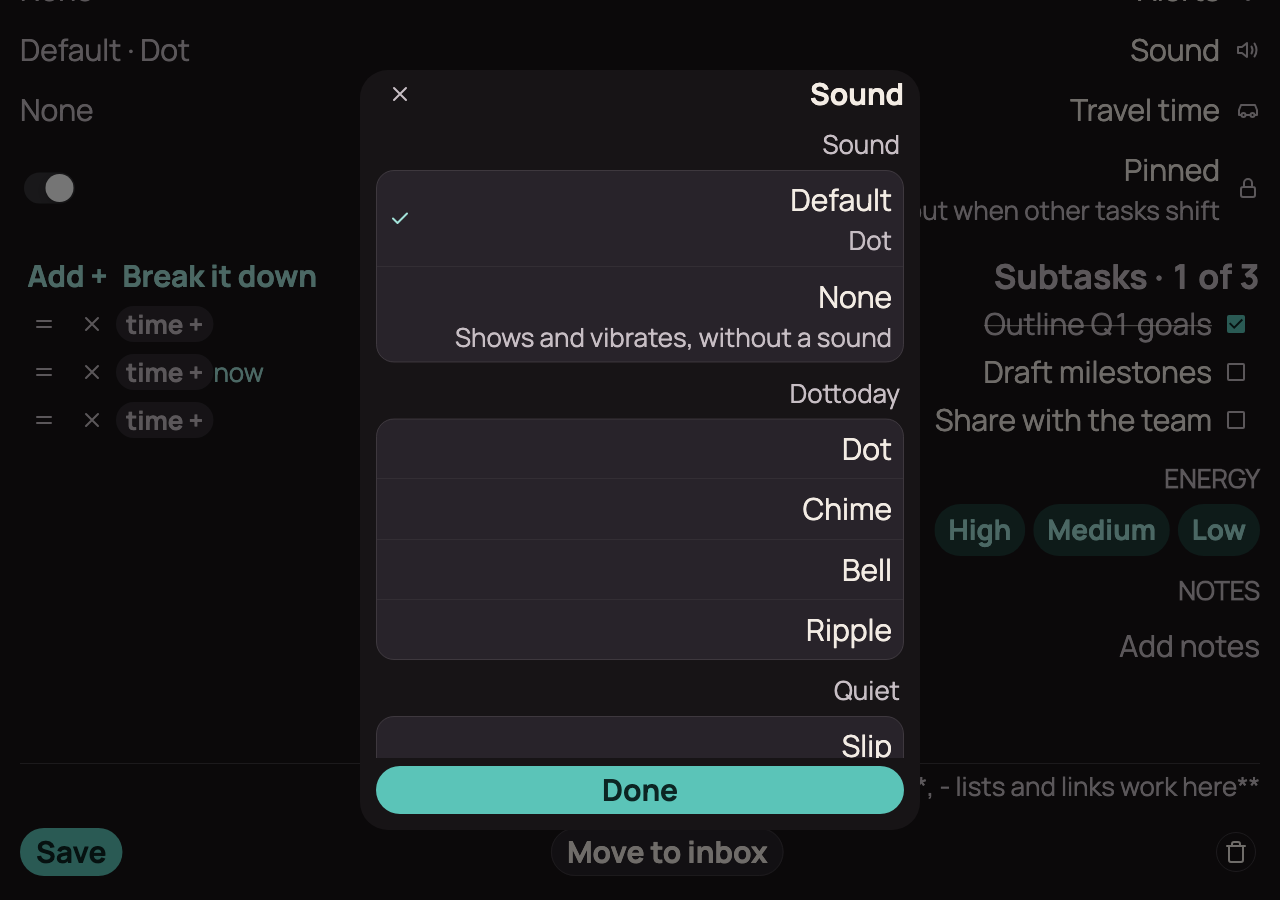 Default · Dot
Sound
None
Travel time
Pinned
out when other tasks shift
Add + Break it down
Subtasks · 1 of 3
time +
Outline Q1 goals
time + now
Draft milestones
time +
Share with the team
ENERGY
High
Medium
Low
NOTES
Add notes
*, - lists and links work here**
Save
Move to inbox
Sound
Sound
Default
Dot
None
Shows and vibrates, without a sound
Dottoday
Dot
Chime
Bell
Ripple
Quiet
Slip
Done